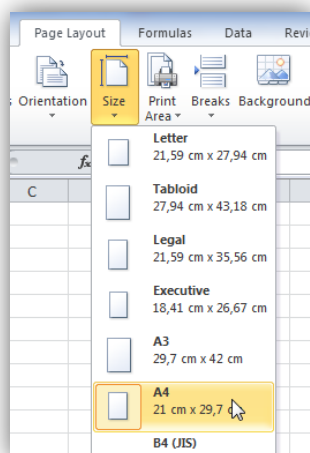 Page Layout Formulas Data Revi
Orientation Size Print Area Breaks Background
fx
C
Letter
21,59 cm x 27,94 cm
Tabloid
27,94 cm x 43,18 cm
Legal
21,59 cm x 35,56 cm
Executive
18,41 cm x 26,67 cm
A3
29,7 cm x 42 cm
A4
21 cm x 29,7
B4 (JIS)